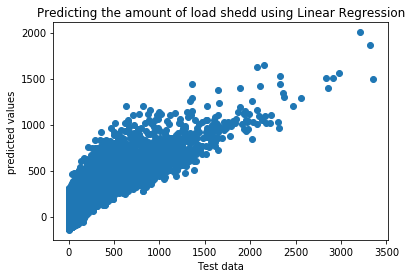 Predicting the amount of load shedd using Linear Regression
2000
1500
1000
500
0
predicted values
0 500 1000 1500 2000 2500 3000 3500
Test data